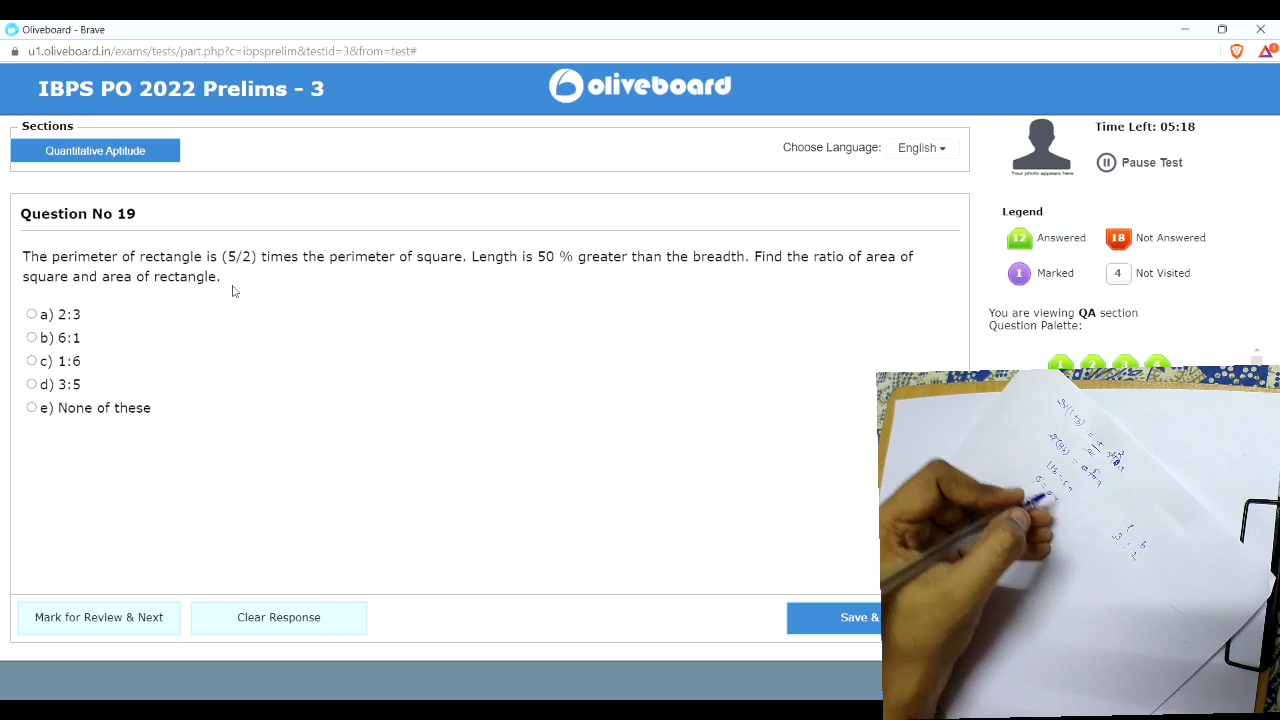 Oliveboard - Brave
u1.oliveboard.in/exams/tests/part.php?c=ibpsprelim&testid=3&from=test#
IBPS PO 2022 Prelims - 3
oliveboard
Sections
Quantitative Aptitude
Choose Language: English
Time Left: 05:18
Pause Test
Your photo appears here
Question No 19
The perimeter of rectangle is (5/2) times the perimeter of square. Length is 50 % greater than the breadth. Find the ratio of area of
square and area of rectangle.
a) 2:3
b) 6:1
c) 1:6
d) 3:5
e) None of these
Legend
12 Answered
18 Not Answered
1 Marked
4 Not Visited
You are viewing QA section
Question Palette:
1 2 3 4
Mark for Review & Next
Clear Response
Save &